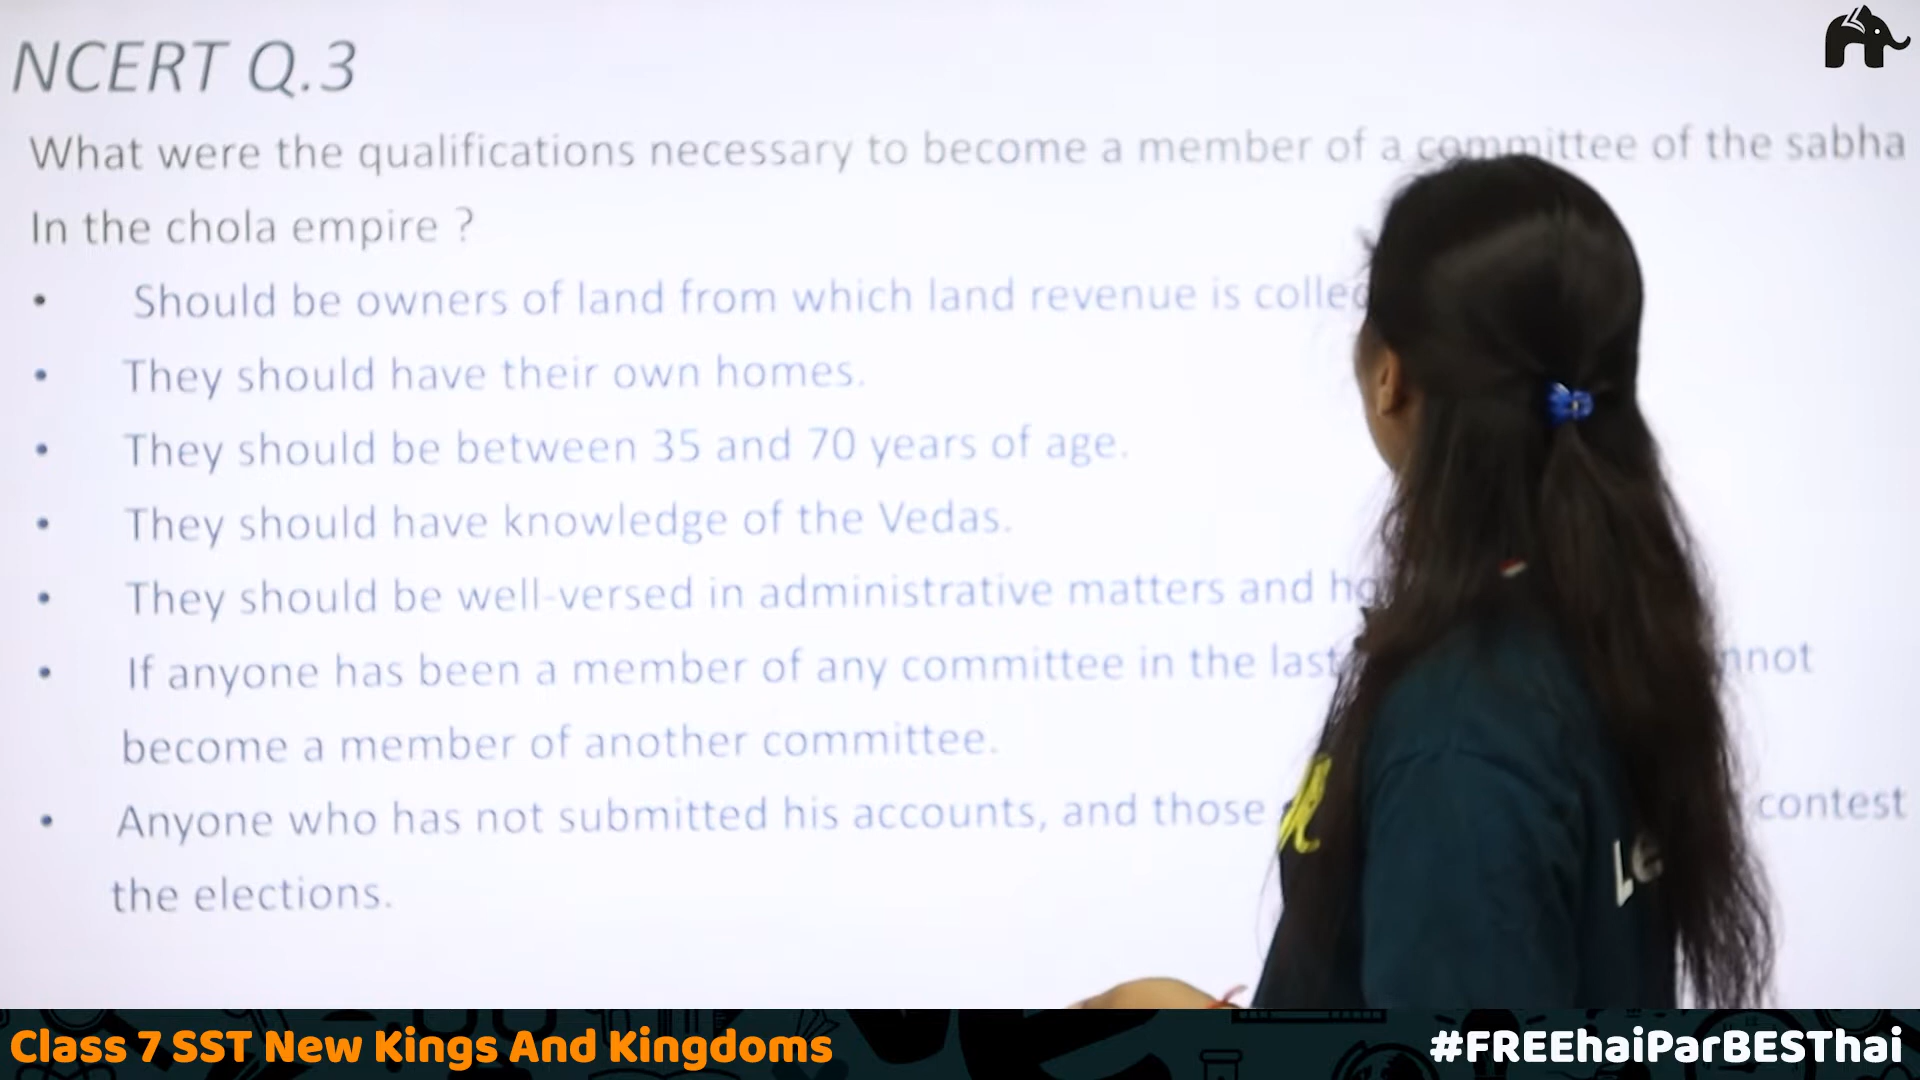 NCERT Q.3
What were the qualifications necessary to become a member of a committee of the sabha
In the chola empire ?
• Should be owners of land from which land revenue is
• They should have their own homes.
• They should be between 35 and 70 years of age.
• They should have knowledge of the Vedas.
• They should be well-versed in administrative matters and
• If anyone has been a member of any committee in the last
become a member of another committee.
• Anyone who has not submitted his accounts, and those contest
the elections.
Class 7 SST New Kings And Kingdoms
#FREEhaiParBESThai